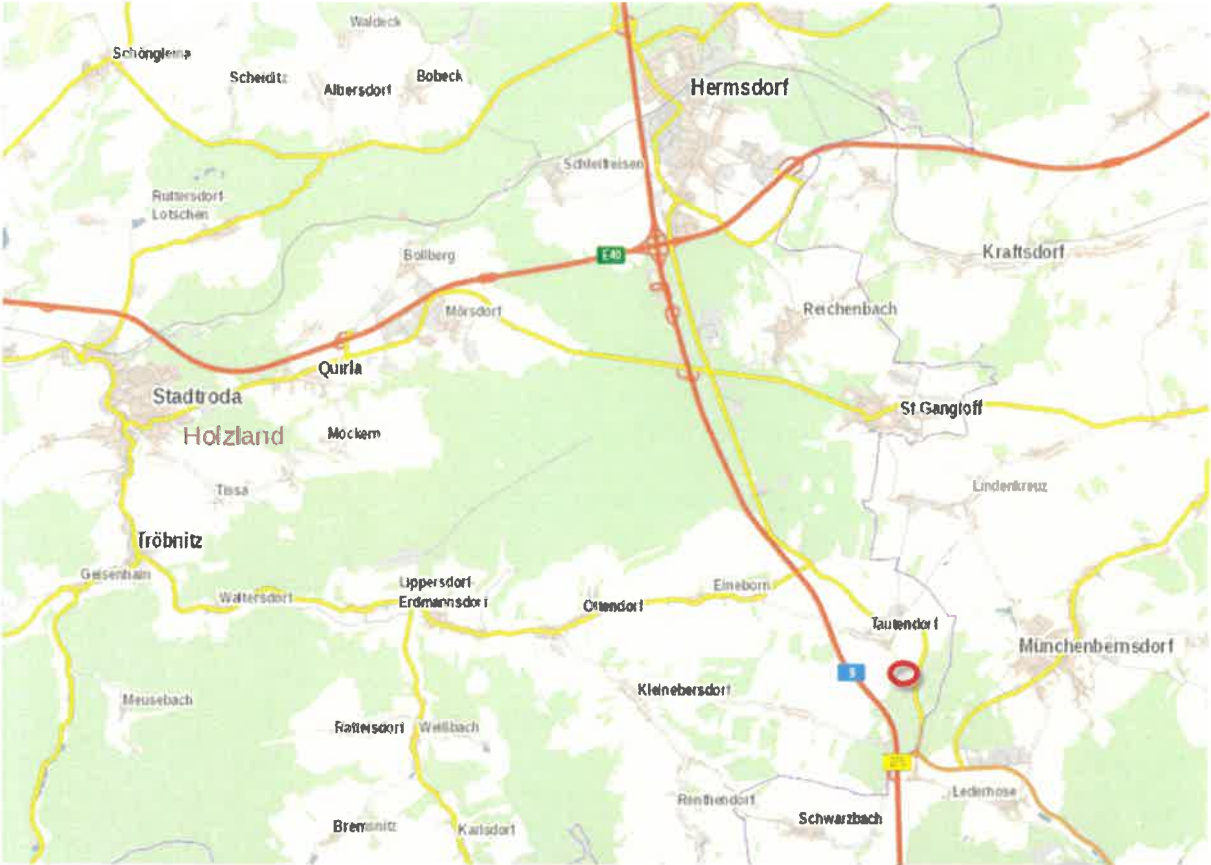 Waldeck
Schöngleina
Scheiditz
Albersdorf
Bobeck
Hermsdorf
Schleifreisen
Ruttersdorf
Lotschen
Bollberg
E40
Kraftsdorf
Mörsdorf
Reichenbach
Quirla
Stadtroda
St Gangloff
Holzland
Möckern
Tissa
Lindenkreuz
Tröbnitz
Geisenhain
Waltersdorf
Lippersdorf
Erdmannsdorf
Ottendorf
Eineborn
Tautendorf
Münchenbernsdorf
9
Kleinebersdorf
Meusebach
Rattersdorf
Weißbach
Renthendorf
Lederhose
Schwarzbach
Bremsnitz
Karlsdorf